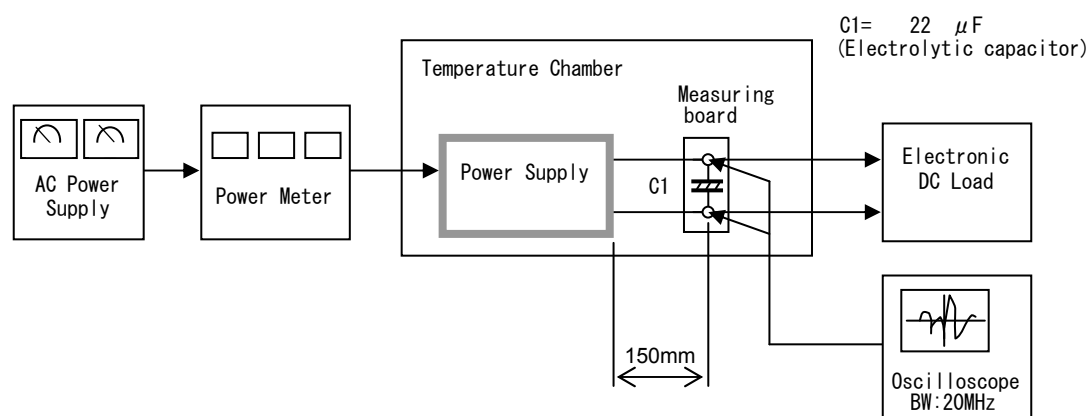 C1=   22   μF
(Electrolytic capacitor)
Temperature Chamber
Measuring
board
AC Power
Supply
Power Meter
Power Supply
C1
Electronic
DC Load
150mm
Oscilloscope
BW:20MHz